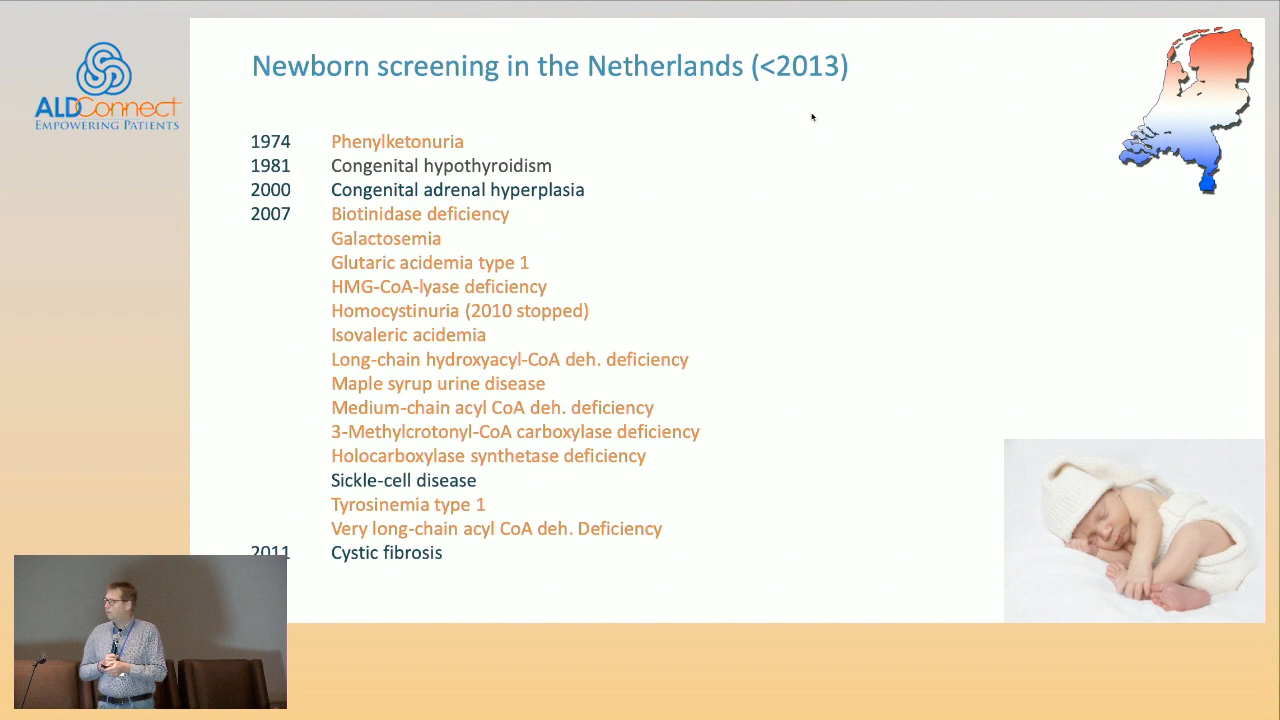 ALDConnect
EMPOWERING PATIENTS
Newborn screening in the Netherlands (<2013)
1974 Phenylketonuria
1981 Congenital hypothyroidism
2000 Congenital adrenal hyperplasia
2007 Biotinidase deficiency
Galactosemia
Glutaric acidemia type 1
HMG-CoA-lyase deficiency
Homocystinuria (2010 stopped)
Isovaleric acidemia
Long-chain hydroxyacyl-CoA deh. deficiency
Maple syrup urine disease
Medium-chain acyl CoA deh. deficiency
3-Methylcrotonyl-CoA carboxylase deficiency
Holocarboxylase synthetase deficiency
Sickle-cell disease
Tyrosinemia type 1
Very long-chain acyl CoA deh. Deficiency
2011 Cystic fibrosis